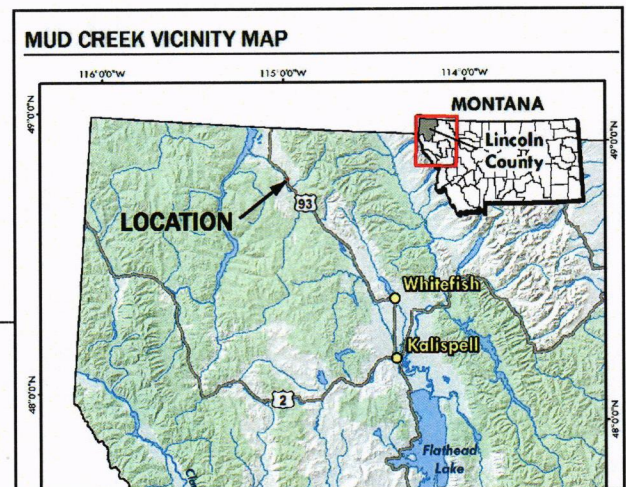 MUD CREEK VICINITY MAP
116°0'0"W
115°0'0"W
114°0'0"W
49°0'0"N
49°0'0"N
MONTANA
Lincoln
County
93
LOCATION
Whitefish
Kalispell
2
48°0'0"N
48°0'0"N
Flathead
Lake